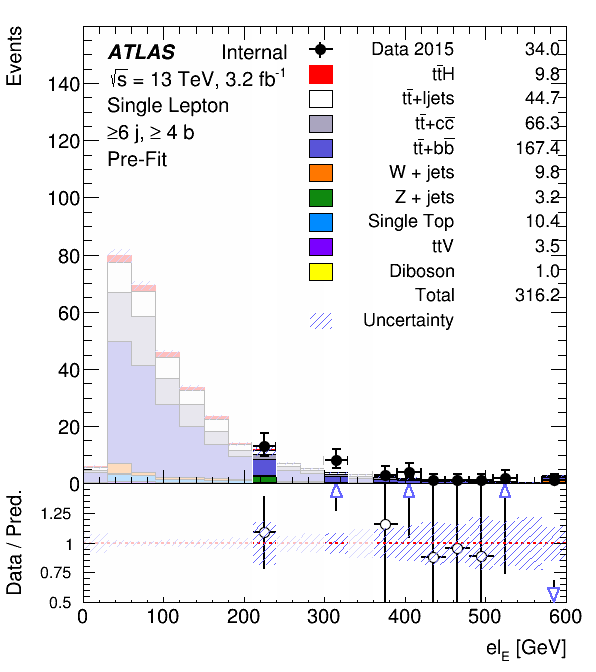 Events
ATLAS Internal
√s = 13 TeV, 3.2 fb⁻¹
Single Lepton
≥6 j, ≥ 4 b
Pre-Fit
Data 2015 34.0
tt̄H 9.8
tt̄+ljets 44.7
tt̄+cc̄ 66.3
tt̄+bb̄ 167.4
W + jets 9.8
Z + jets 3.2
Single Top 10.4
ttV 3.5
Diboson 1.0
Total 316.2
Uncertainty
140
120
100
80
60
40
20
0
Data / Pred.
1.25
1
0.75
0.5
0 100 200 300 400 500 600
el_E [GeV]